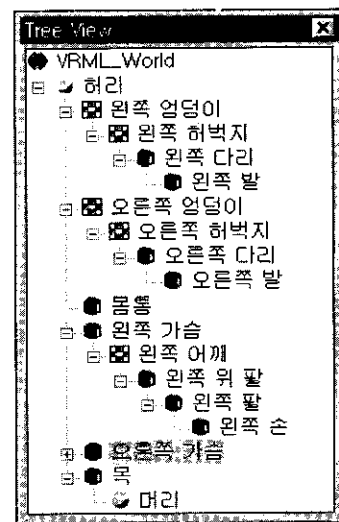 Tree View
VRML_World
허리
왼쪽 엉덩이
왼쪽 허벅지
왼쪽 다리
왼쪽 발
오른쪽 엉덩이
오른쪽 허벅지
오른쪽 다리
오른쪽 발
몸통
왼쪽 가슴
왼쪽 어깨
왼쪽 위 팔
왼쪽 팔
왼쪽 손
오른쪽 가슴
목
머리